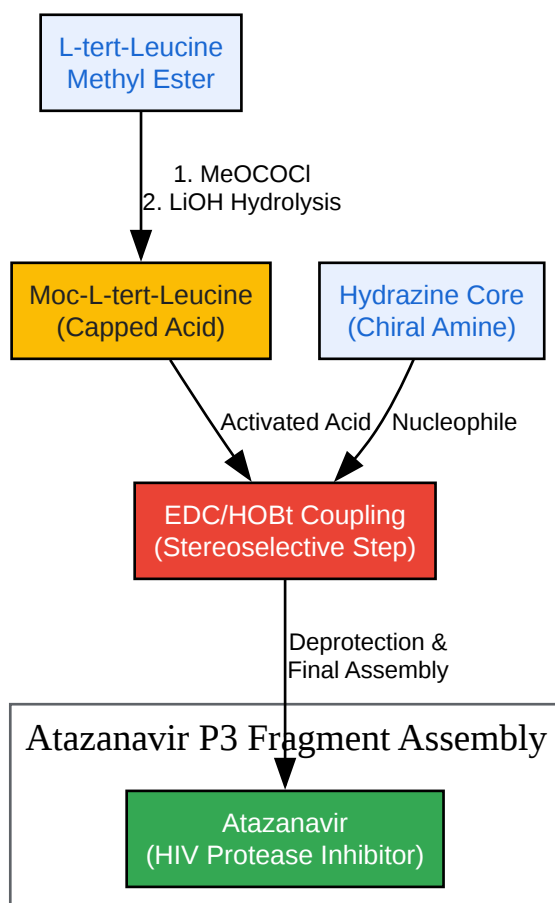 L-tert-Leucine
Methyl Ester
1. MeOCOCl
2. LiOH Hydrolysis
Moc-L-tert-Leucine
(Capped Acid)
Hydrazine Core
(Chiral Amine)
Activated Acid
Nucleophile
EDC/HOBt Coupling
(Stereoselective Step)
Deprotection &
Final Assembly
Atazanavir P3 Fragment Assembly
Atazanavir
(HIV Protease Inhibitor)